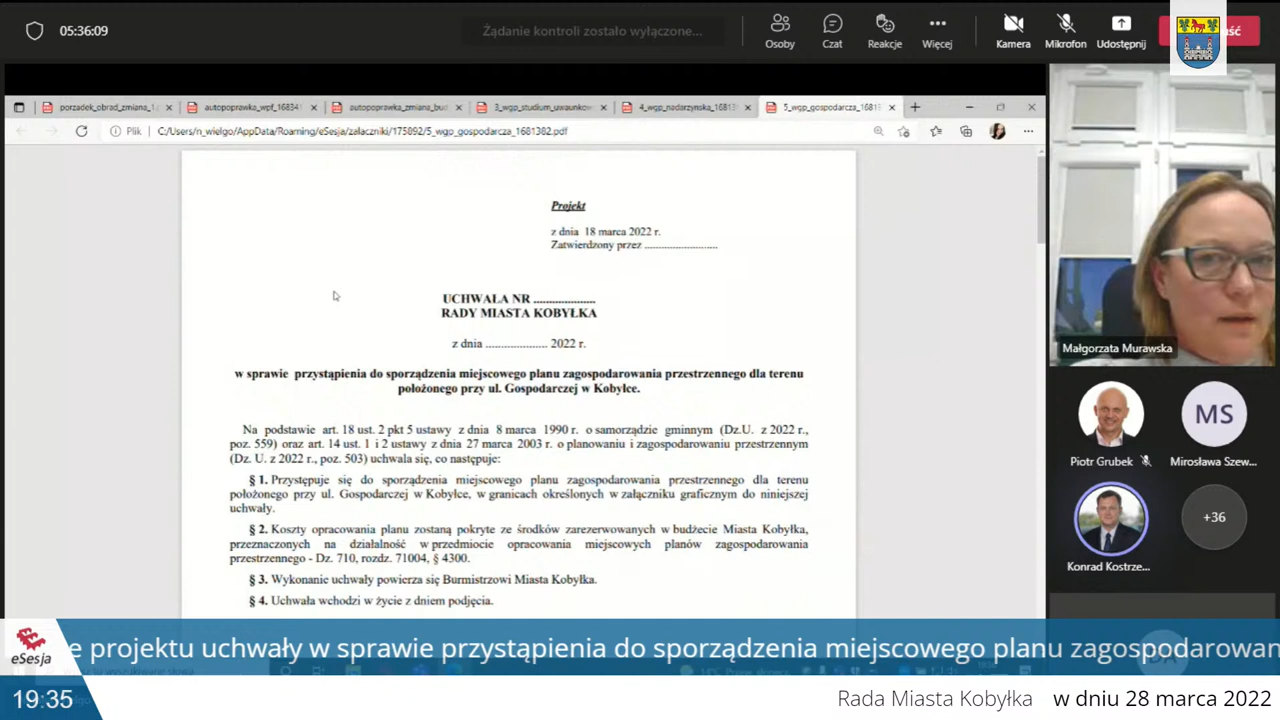 05:36:09
Żądanie kontroli zostało wyłączone...
Osoby
Czat
Reakcje
Więcej
Kamera
Mikrofon
Udostępnij
ść
porzadek_obrad_zmiana_1
autopoprawka_wpf_16834
autopoprawka_zmiana_bud
3_wgp_studium_uwaunkow
4_wgp_nadarzynska_1681
5_wgp_gospodarcza_1681
Plik
C:/Users/n_wielgo/AppData/Roaming/eSesja/zalaczniki/175892/5_wgp_gospodarcza_1681382.pdf
Projekt
z dnia 18 marca 2022 r.
Zatwierdzony przez ........................
UCHWAŁA NR ....................
RADY MIASTA KOBYŁKA
z dnia .................... 2022 r.
w sprawie przystąpienia do sporządzenia miejscowego planu zagospodarowania przestrzennego dla terenu
położonego przy ul. Gospodarczej w Kobyłce.
Na podstawie art. 18 ust. 2 pkt 5 ustawy z dnia 8 marca 1990 r. o samorządzie gminnym (Dz.U. z 2022 r.,
poz. 559) oraz art. 14 ust. 1 i 2 ustawy z dnia 27 marca 2003 r. o planowaniu i zagospodarowaniu przestrzennym
(Dz. U. z 2022 r., poz. 503) uchwala się, co następuje:
§ 1. Przystępuje się do sporządzenia miejscowego planu zagospodarowania przestrzennego dla terenu
położonego przy ul. Gospodarczej w Kobyłce, w granicach określonych w załączniku graficznym do niniejszej
uchwały.
§ 2. Koszty opracowania planu zostaną pokryte ze środków zarezerwowanych w budżecie Miasta Kobyłka,
przeznaczonych na działalność w przedmiocie opracowania miejscowych planów zagospodarowania
przestrzennego - Dz. 710, rozdz. 71004, § 4300.
§ 3. Wykonanie uchwały powierza się Burmistrzowi Miasta Kobyłka.
§ 4. Uchwała wchodzi w życie z dniem podjęcia.
Małgorzata Murawska
MS
Piotr Grubek
Mirosława Szew...
+36
Konrad Kostrze...
eSesja
e projektu uchwały w sprawie przystąpienia do sporządzenia miejscowego planu zagospodarowan
19:35
Rada Miasta Kobyłka w dniu 28 marca 2022